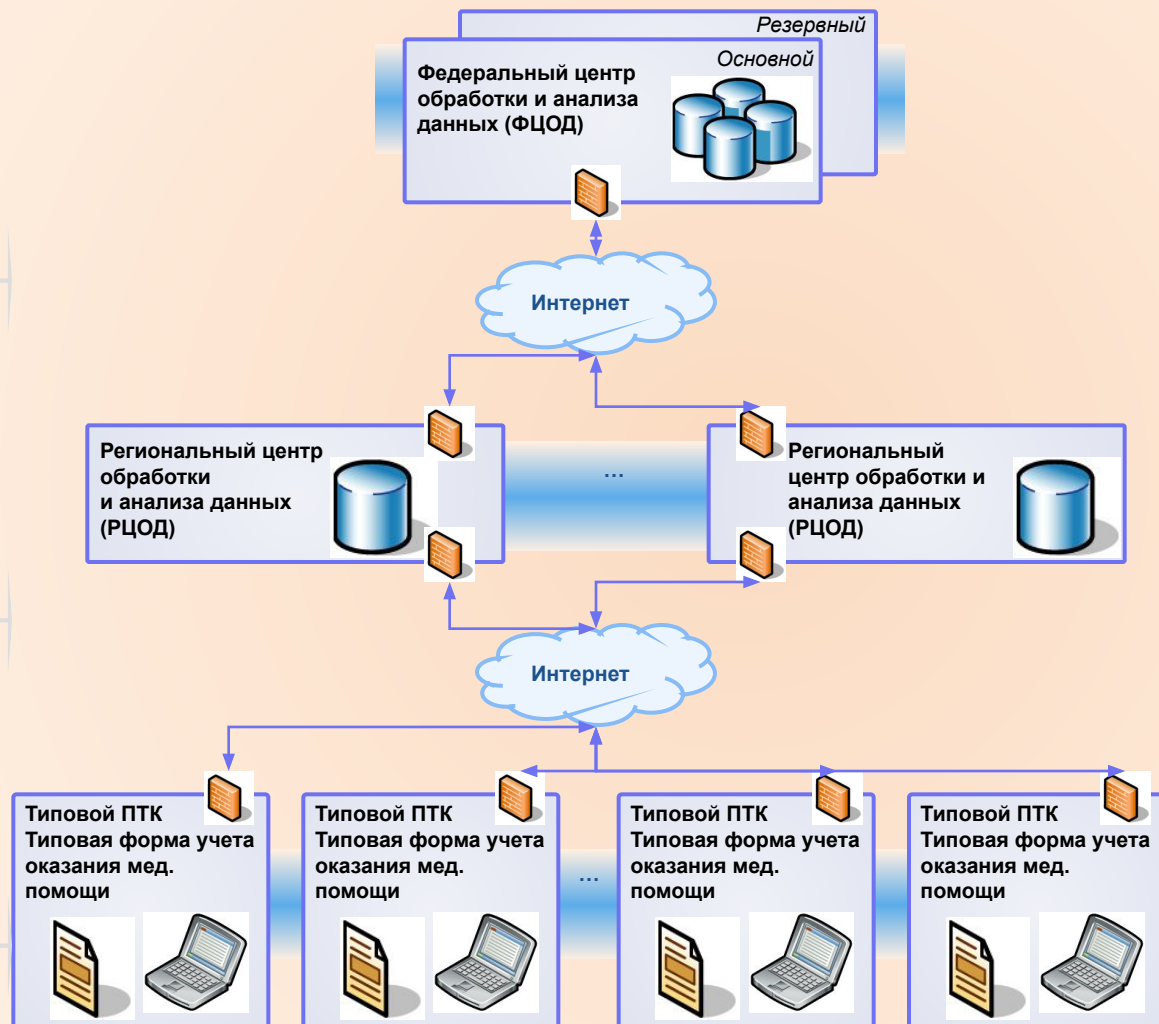 Резервный
Основной
Федеральный центр
обработки и анализа
данных (ФЦОД)
Интернет
Региональный центр
обработки
и анализа данных
(РЦОД)
...
Региональный
центр обработки и
анализа данных
(РЦОД)
Интернет
Типовой ПТК
Типовая форма учета
оказания мед.
помощи
Типовой ПТК
Типовая форма учета
оказания мед.
помощи
...
Типовой ПТК
Типовая форма учета
оказания мед.
помощи
Типовой ПТК
Типовая форма учета
оказания мед.
помощи